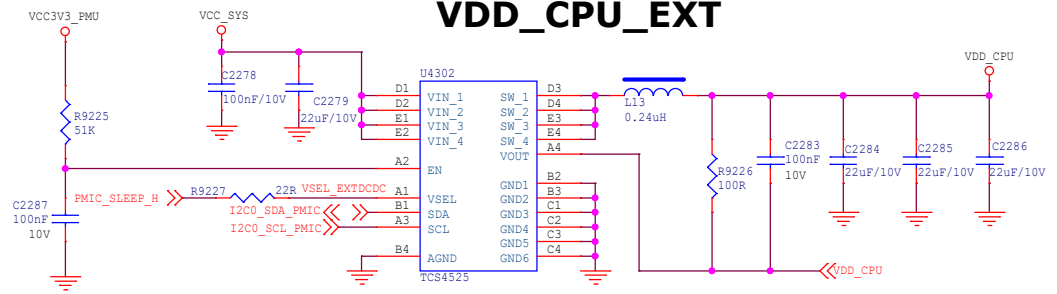 VDD_CPU_EXT
VCC3V3_PMU
VCC_SYS
VDD_CPU
U4302
C2278
100nF/10V
C2279
22uF/10V
R9225
51K
D1
D2
E1
E2
VIN_1
VIN_2
VIN_3
VIN_4
SW_1
SW_2
SW_3
SW_4
VOUT
D3
D4
E3
E4
A4
L13
0.24uH
A2
EN
C2283
100nF
10V
C2284
22uF/10V
C2285
22uF/10V
C2286
22uF/10V
R9226
100R
C2287
100nF
10V
PMIC_SLEEP_H
R9227
22R
VSEL_EXTDCDC
I2C0_SDA_PMIC
I2C0_SCL_PMIC
A1
B1
A3
B4
VSEL
SDA
SCL
AGND
GND1
GND2
GND3
GND4
GND5
GND6
B2
B3
C1
C2
C3
C4
TCS4525
VDD_CPU